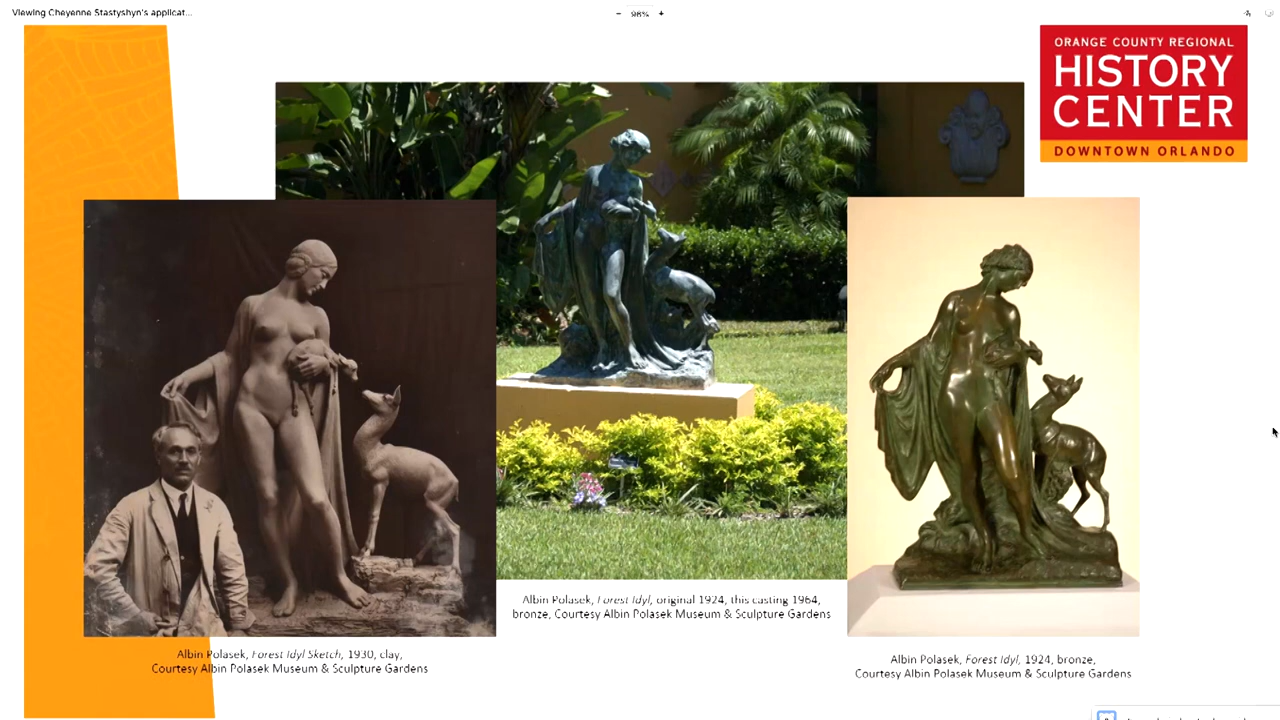 Viewing Cheyenne Stastyshyn's applicat...
− 96% +
ORANGE COUNTY REGIONAL
HISTORY
CENTER
DOWNTOWN ORLANDO
Albin Polasek, Forest Idyl, original 1924, this casting 1964,
bronze, Courtesy Albin Polasek Museum & Sculpture Gardens
Albin Polasek, Forest Idyl Sketch, 1930, clay,
Courtesy Albin Polasek Museum & Sculpture Gardens
Albin Polasek, Forest Idyl, 1924, bronze,
Courtesy Albin Polasek Museum & Sculpture Gardens